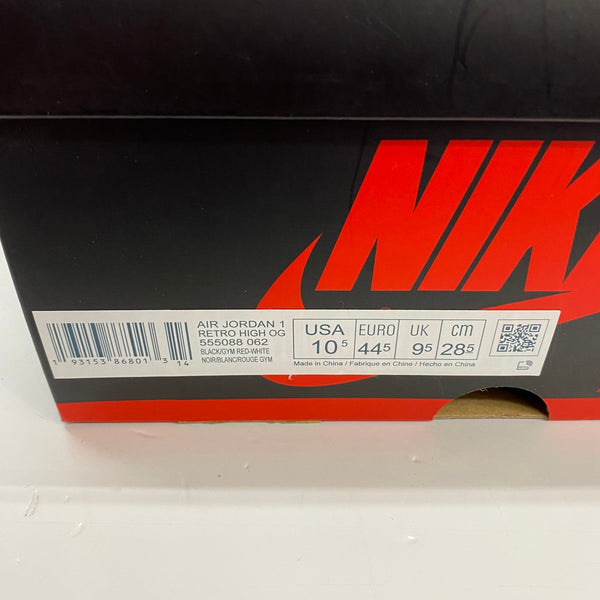 NIK
AIR JORDAN 1
RETRO HIGH OG
555088 062
BLACK/GYM RED-WHITE
NOIR/BLANC/ROUGE GYM
USA EURO UK cm
10 5 44.5 9 5 28.5
Made in China / Fabrique en Chine / Hecho en China
1 93153 86801 3 14